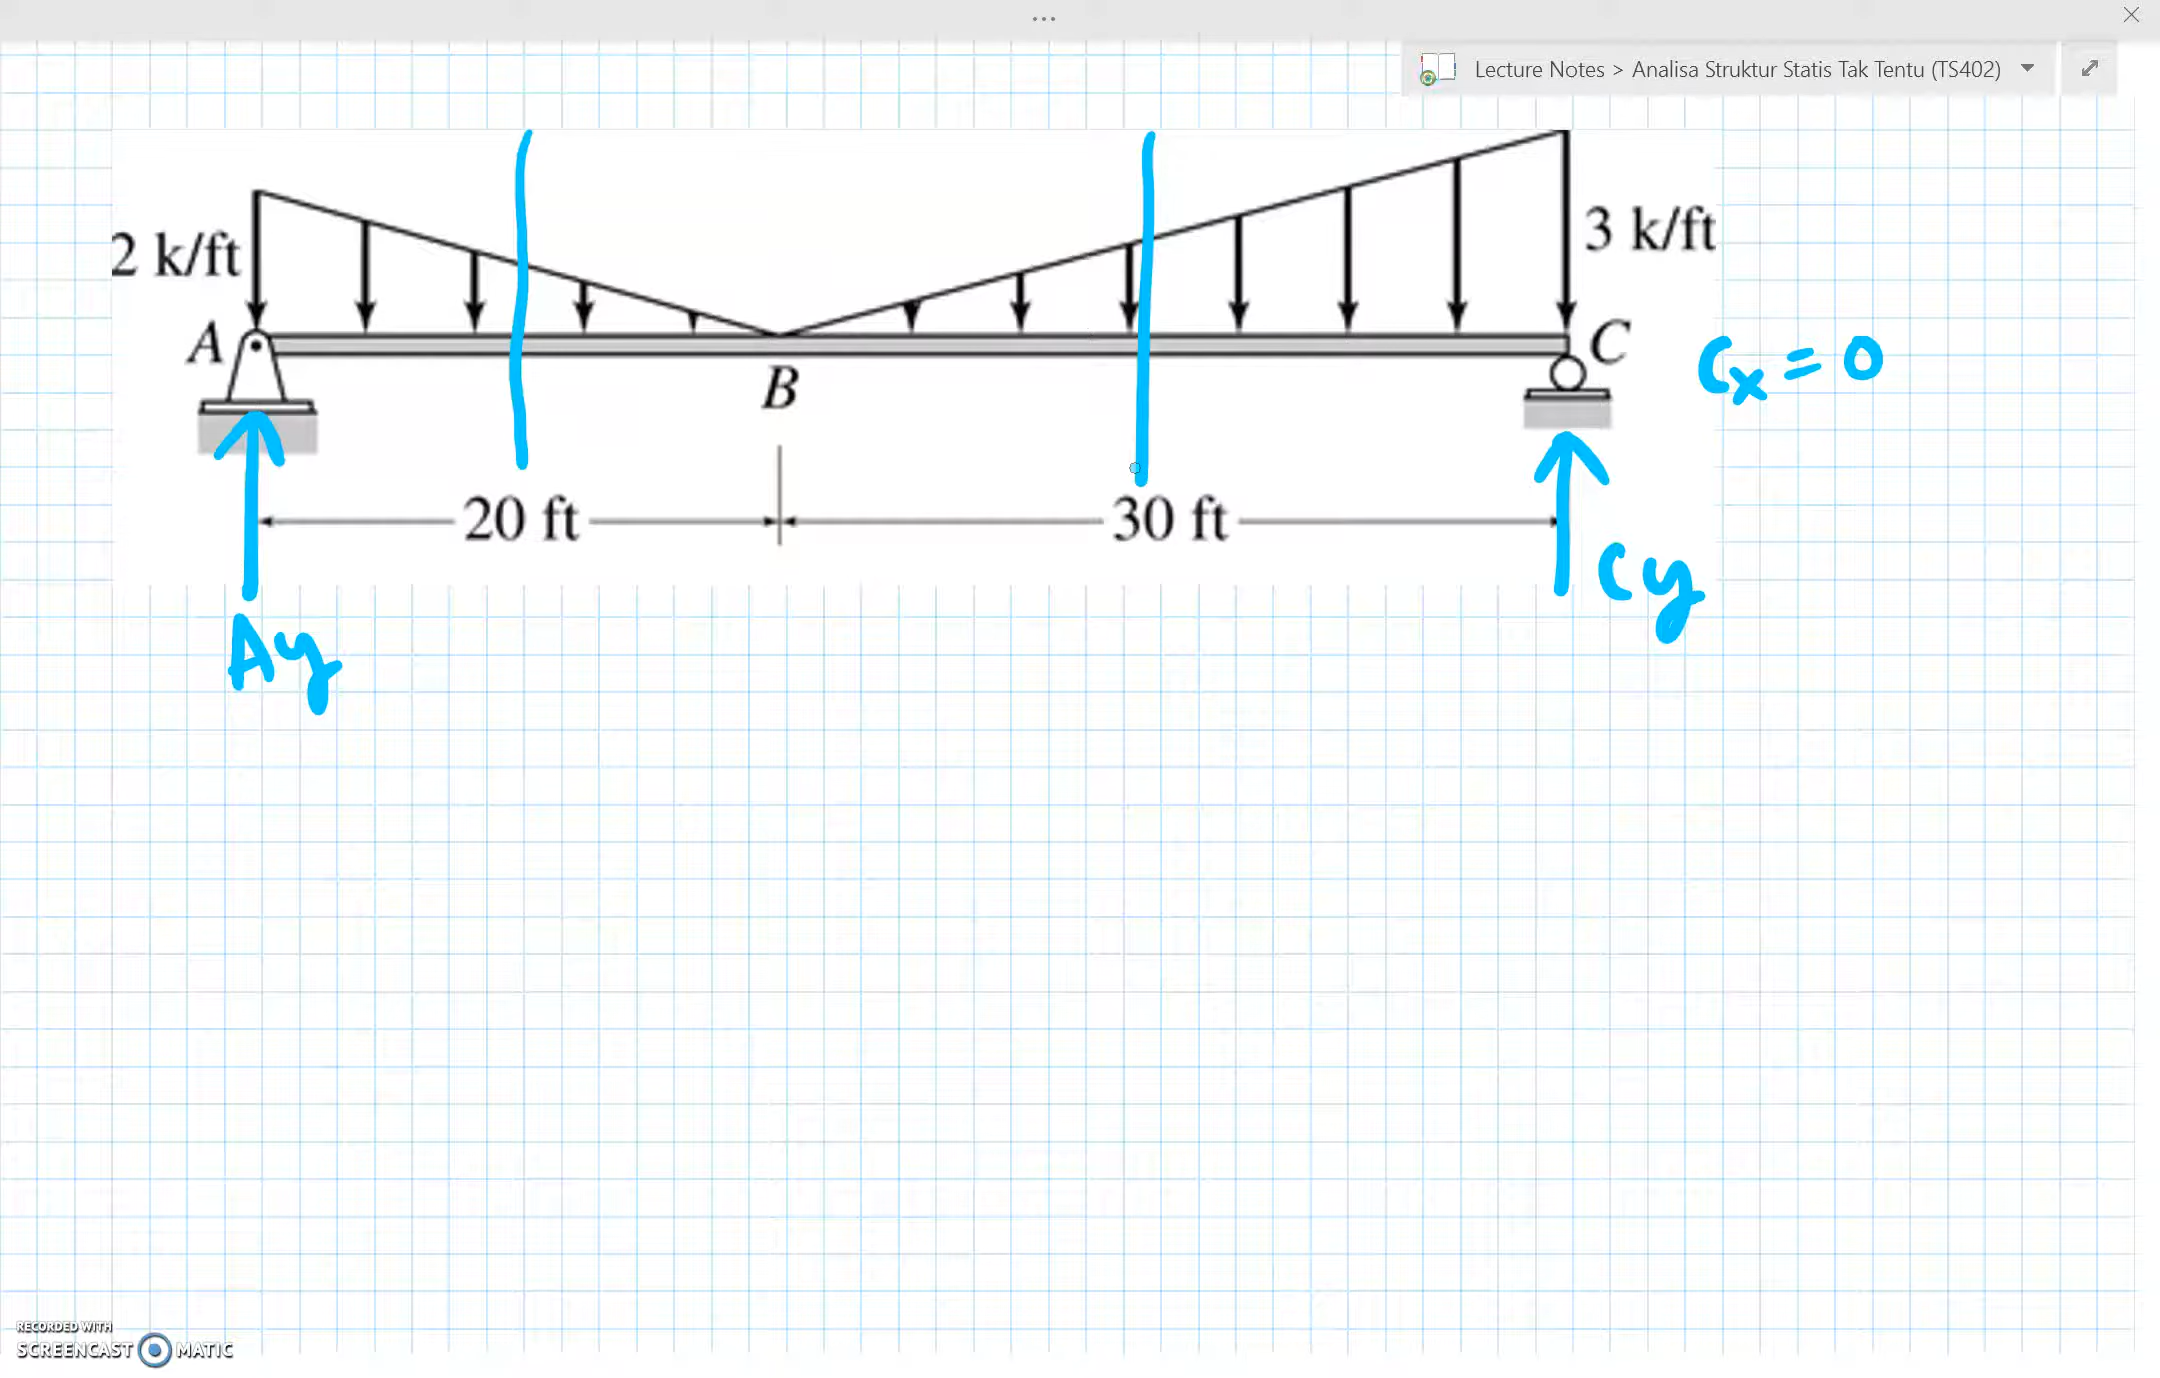 Lecture Notes > Analisa Struktur Statis Tak Tentu (TS402)
2 k/ft
3 k/ft
A
B
C
Cx = 0
20 ft
30 ft
Cy
Ay
RECORDED WITH
SCREENCAST MATIC